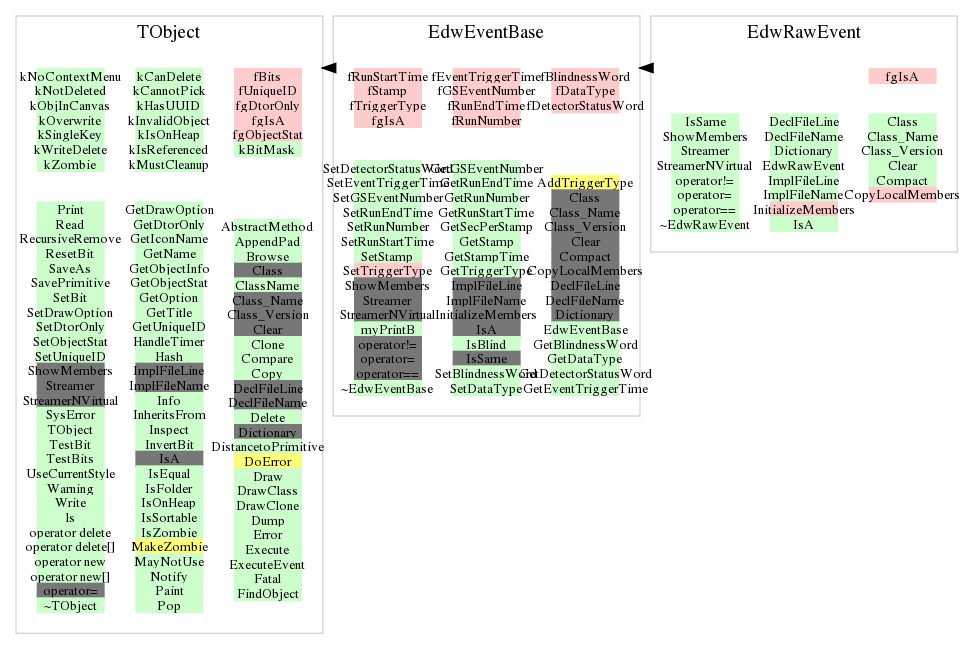 TObject
kNoContextMenu
kNotDeleted
kObjInCanvas
kOverwrite
kSingleKey
kWriteDelete
kZombie
kCanDelete
kCannotPick
kHasUUID
kInvalidObject
kIsOnHeap
kIsReferenced
kMustCleanup
fBits
fUniqueID
fgDtorOnly
fgIsA
fgObjectStat
kBitMask
Print
Read
RecursiveRemove
ResetBit
SaveAs
SavePrimitive
SetBit
SetDrawOption
SetDtorOnly
SetObjectStat
SetUniqueID
ShowMembers
Streamer
StreamerNVirtual
SysError
TObject
TestBit
TestBits
UseCurrentStyle
Warning
Write
ls
operator delete
operator delete[]
operator new
operator new[]
operator=
~TObject
GetDrawOption
GetDtorOnly
GetIconName
GetName
GetObjectInfo
GetObjectStat
GetOption
GetTitle
GetUniqueID
HandleTimer
Hash
ImplFileLine
ImplFileName
Info
InheritsFrom
Inspect
InvertBit
IsA
IsEqual
IsFolder
IsOnHeap
IsSortable
IsZombie
MakeZombie
MayNotUse
Notify
Paint
Pop
AbstractMethod
AppendPad
Browse
Class
ClassName
Class_Name
Class_Version
Clear
Clone
Compare
Copy
DeclFileLine
DeclFileName
Delete
Dictionary
DistancetoPrimitive
DoError
Draw
DrawClass
DrawClone
Dump
Error
Execute
ExecuteEvent
Fatal
FindObject
EdwEventBase
fRunStartTime
fStamp
fTriggerType
fgIsA
fEventTriggerTime
fGSEventNumber
fRunEndTime
fRunNumber
fBlindnessWord
fDataType
fDetectorStatusWord
SetDetectorStatusWord
SetEventTriggerTime
SetGSEventNumber
SetRunEndTime
SetRunNumber
SetRunStartTime
SetStamp
SetTriggerType
ShowMembers
Streamer
StreamerNVirtual
myPrintB
operator!=
operator=
operator==
~EdwEventBase
GetGSEventNumber
GetRunEndTime
GetRunNumber
GetRunStartTime
GetSecPerStamp
GetStamp
GetStampTime
GetTriggerType
ImplFileLine
ImplFileName
InitializeMembers
IsA
IsBlind
IsSame
SetBlindnessWord
SetDataType
AddTriggerType
Class
Class_Name
Class_Version
Clear
Compact
CopyLocalMembers
DeclFileLine
DeclFileName
Dictionary
EdwEventBase
GetBlindnessWord
GetDataType
GetDetectorStatusWord
GetEventTriggerTime
EdwRawEvent
fgIsA
IsSame
ShowMembers
Streamer
StreamerNVirtual
operator!=
operator=
operator==
~EdwRawEvent
DeclFileLine
DeclFileName
Dictionary
EdwRawEvent
ImplFileLine
ImplFileName
InitializeMembers
IsA
Class
Class_Name
Class_Version
Clear
Compact
CopyLocalMembers